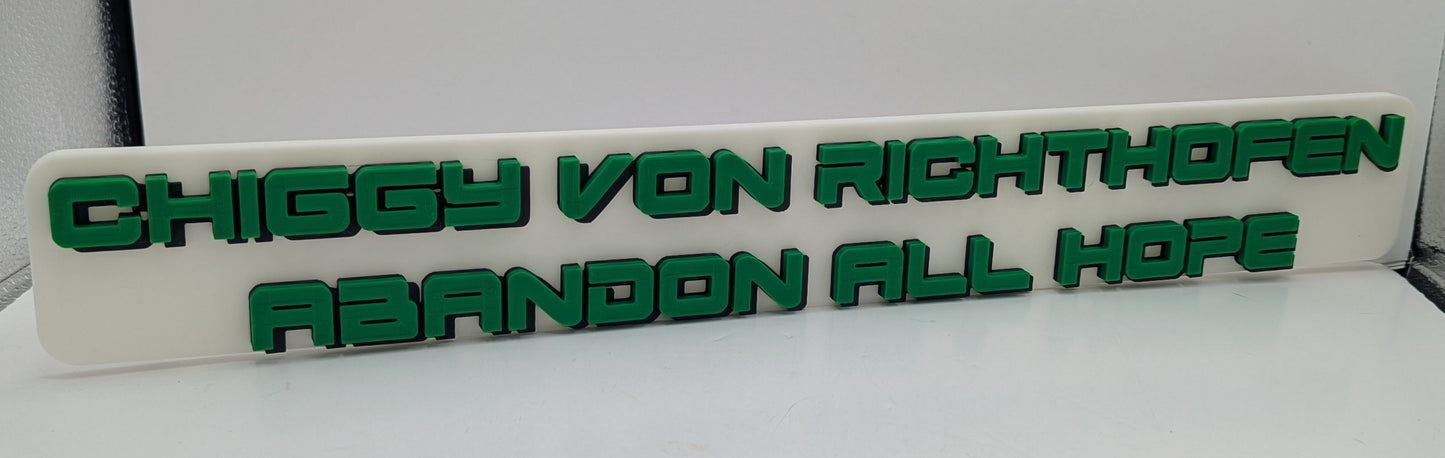 CHIGGY VON RICHTHOFEN
ABANDON ALL HOPE